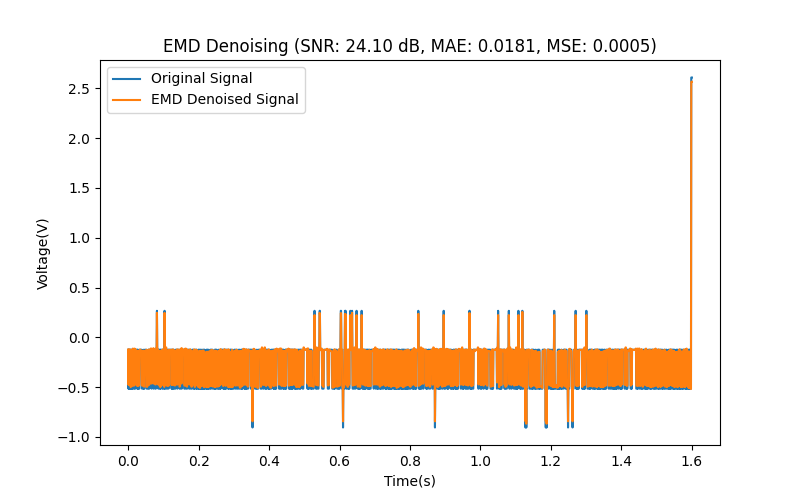 EMD Denoising (SNR: 24.10 dB, MAE: 0.0181, MSE: 0.0005)
Original Signal
EMD Denoised Signal
2.5
2.0
1.5
1.0
0.5
0.0
−0.5
−1.0
Voltage(V)
0.0 0.2 0.4 0.6 0.8 1.0 1.2 1.4 1.6
Time(s)